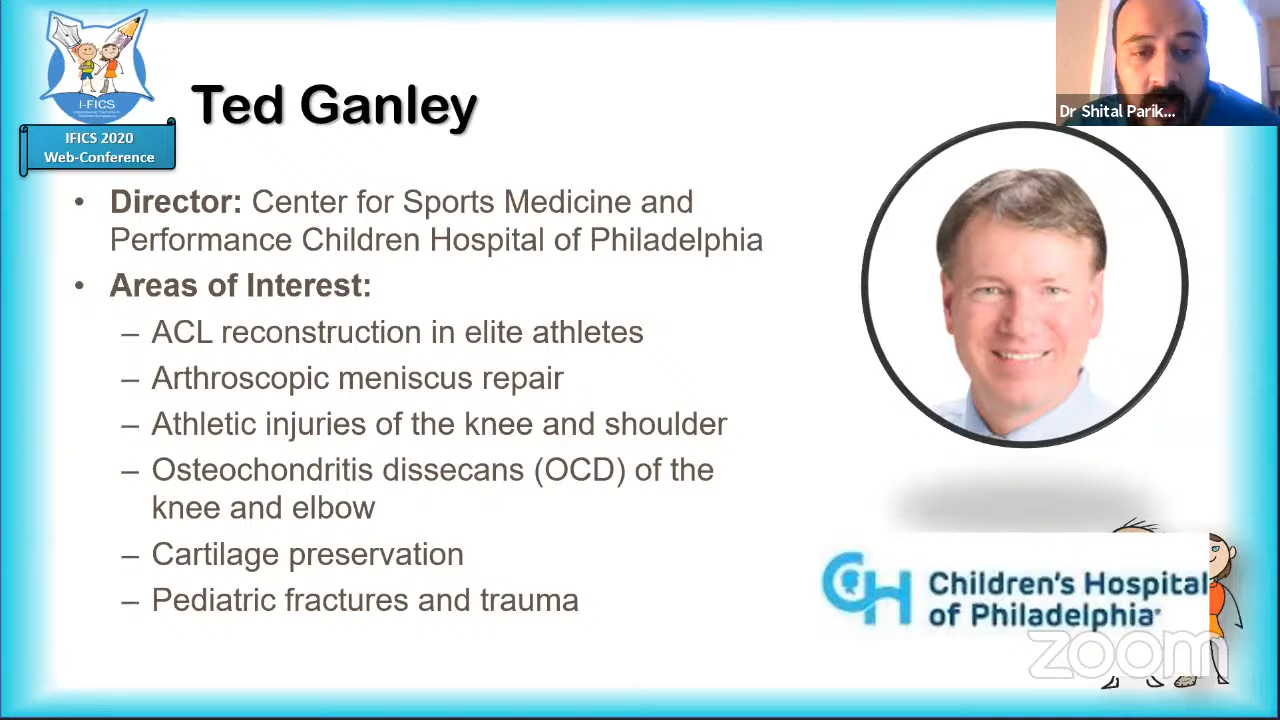 I-FICS
IFICS 2020
Web-Conference
Ted Ganley
Dr Shital Parik...
• Director: Center for Sports Medicine and
Performance Children Hospital of Philadelphia
• Areas of Interest:
– ACL reconstruction in elite athletes
– Arthroscopic meniscus repair
– Athletic injuries of the knee and shoulder
– Osteochondritis dissecans (OCD) of the
knee and elbow
– Cartilage preservation
– Pediatric fractures and trauma
CH Children's Hospital
of Philadelphia
zoom